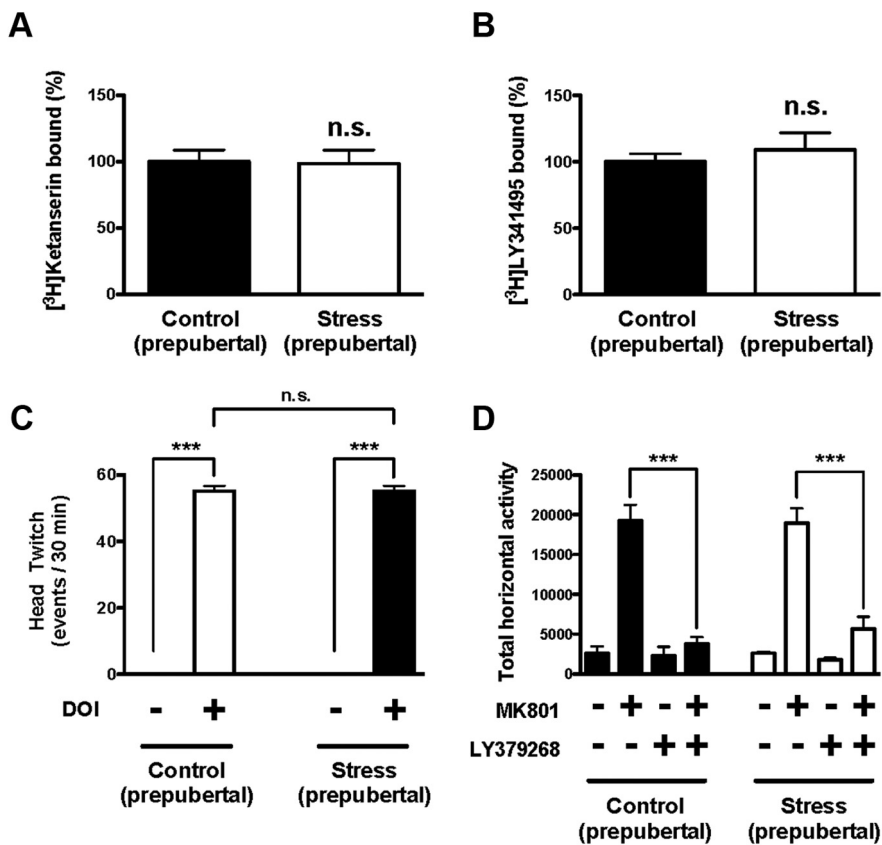 A
[³H]Ketanserin bound (%)
150
100
50
0
n.s.
Control
(prepubertal)
Stress
(prepubertal)
B
[³H]LY341495 bound (%)
150
100
50
0
n.s.
Control
(prepubertal)
Stress
(prepubertal)
C
Head Twitch
(events / 30 min)
60
40
20
0
n.s.
***
***
DOI - + - +
Control
(prepubertal)
Stress
(prepubertal)
D
Total horizontal activity
25000
20000
15000
10000
5000
0
***
***
MK801 - + - + - + - +
LY379268 - - + + - - + +
Control
(prepubertal)
Stress
(prepubertal)